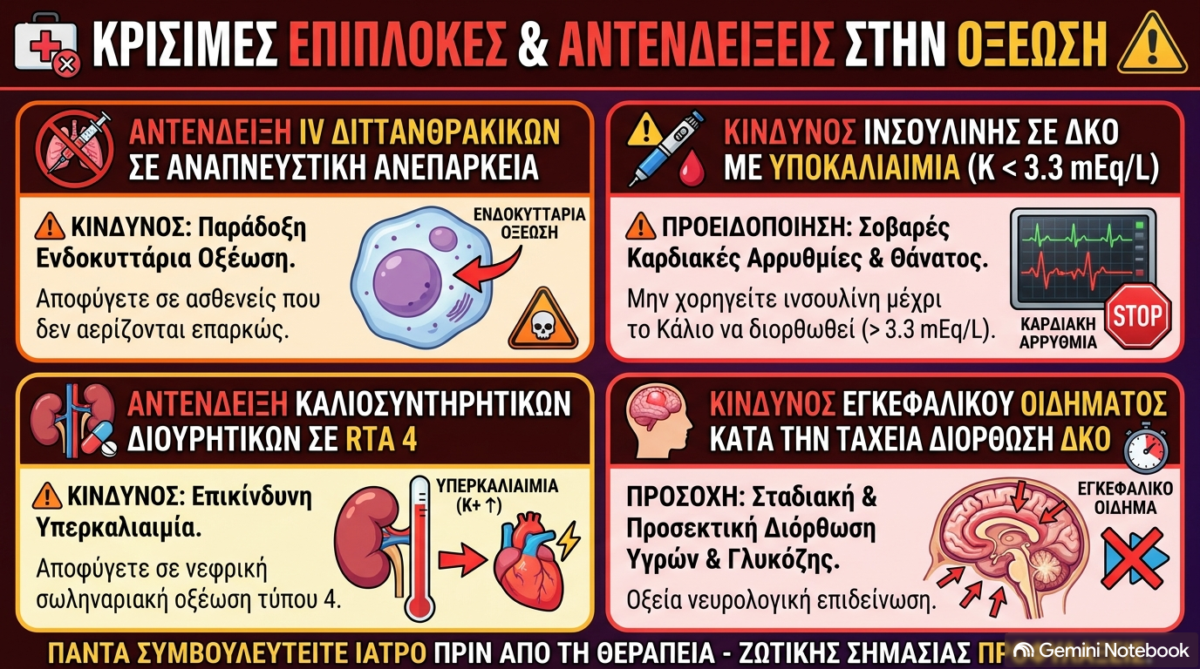 ΚΡΙΣΙΜΕΣ ΕΠΙΠΛΟΚΕΣ & ΑΝΤΕΝΔΕΙΞΕΙΣ ΣΤΗΝ ΟΞΕΩΣΗ
ΑΝΤΕΝΔΕΙΞΗ IV ΔΙΤΤΑΝΘΡΑΚΙΚΩΝ
ΣΕ ΑΝΑΠΝΕΥΣΤΙΚΗ ΑΝΕΠΑΡΚΕΙΑ
ΚΙΝΔΥΝΟΣ: Παράδοξη
Ενδοκυττάρια Οξέωση.
Αποφύγετε σε ασθενείς που
δεν αερίζονται επαρκώς.
ΕΝΔΟΚΥΤΤΑΡΙΑ
ΟΞΕΩΣΗ
ΚΙΝΔΥΝΟΣ ΙΝΣΟΥΛΙΝΗΣ ΣΕ ΔΚΟ
ΜΕ ΥΠΟΚΑΛΙΑΙΜΙΑ (K < 3.3 mEq/L)
ΠΡΟΕΙΔΟΠΟΙΗΣΗ: Σοβαρές
Καρδιακές Αρρυθμίες & Θάνατος.
Μην χορηγείτε ινσουλίνη μέχρι
το Κάλιο να διορθωθεί (> 3.3 mEq/L).
ΚΑΡΔΙΑΚΗ
ΑΡΡΥΘΜΙΑ
STOP
ΑΝΤΕΝΔΕΙΞΗ ΚΑΛΙΟΣΥΝΤΗΡΗΤΙΚΩΝ
ΔΙΟΥΡΗΤΙΚΩΝ ΣΕ RTA 4
ΚΙΝΔΥΝΟΣ: Επικίνδυνη
Υπερκαλιαιμία.
Αποφύγετε σε νεφρική
σωληναριακή οξέωση τύπου 4.
ΥΠΕΡΚΑΛΙΑΙΜΙΑ
(K+ ↑)
ΚΙΝΔΥΝΟΣ ΕΓΚΕΦΑΛΙΚΟΥ ΟΙΔΗΜΑΤΟΣ
ΚΑΤΑ ΤΗΝ ΤΑΧΕΙΑ ΔΙΟΡΘΩΣΗ ΔΚΟ
ΠΡΟΣΟΧΗ: Σταδιακή &
Προσεκτική Διόρθωση
Υγρών & Γλυκόζης.
Οξεία νευρολογική επιδείνωση.
ΕΓΚΕΦΑΛΙΚΟ
ΟΙΔΗΜΑ
ΠΑΝΤΑ ΣΥΜΒΟΥΛΕΥΤΕΙΤΕ ΙΑΤΡΟ ΠΡΙΝ ΑΠΟ ΤΗ ΘΕΡΑΠΕΙΑ - ΖΩΤΙΚΗΣ ΣΗΜΑΣΙΑΣ
Gemini Notebook